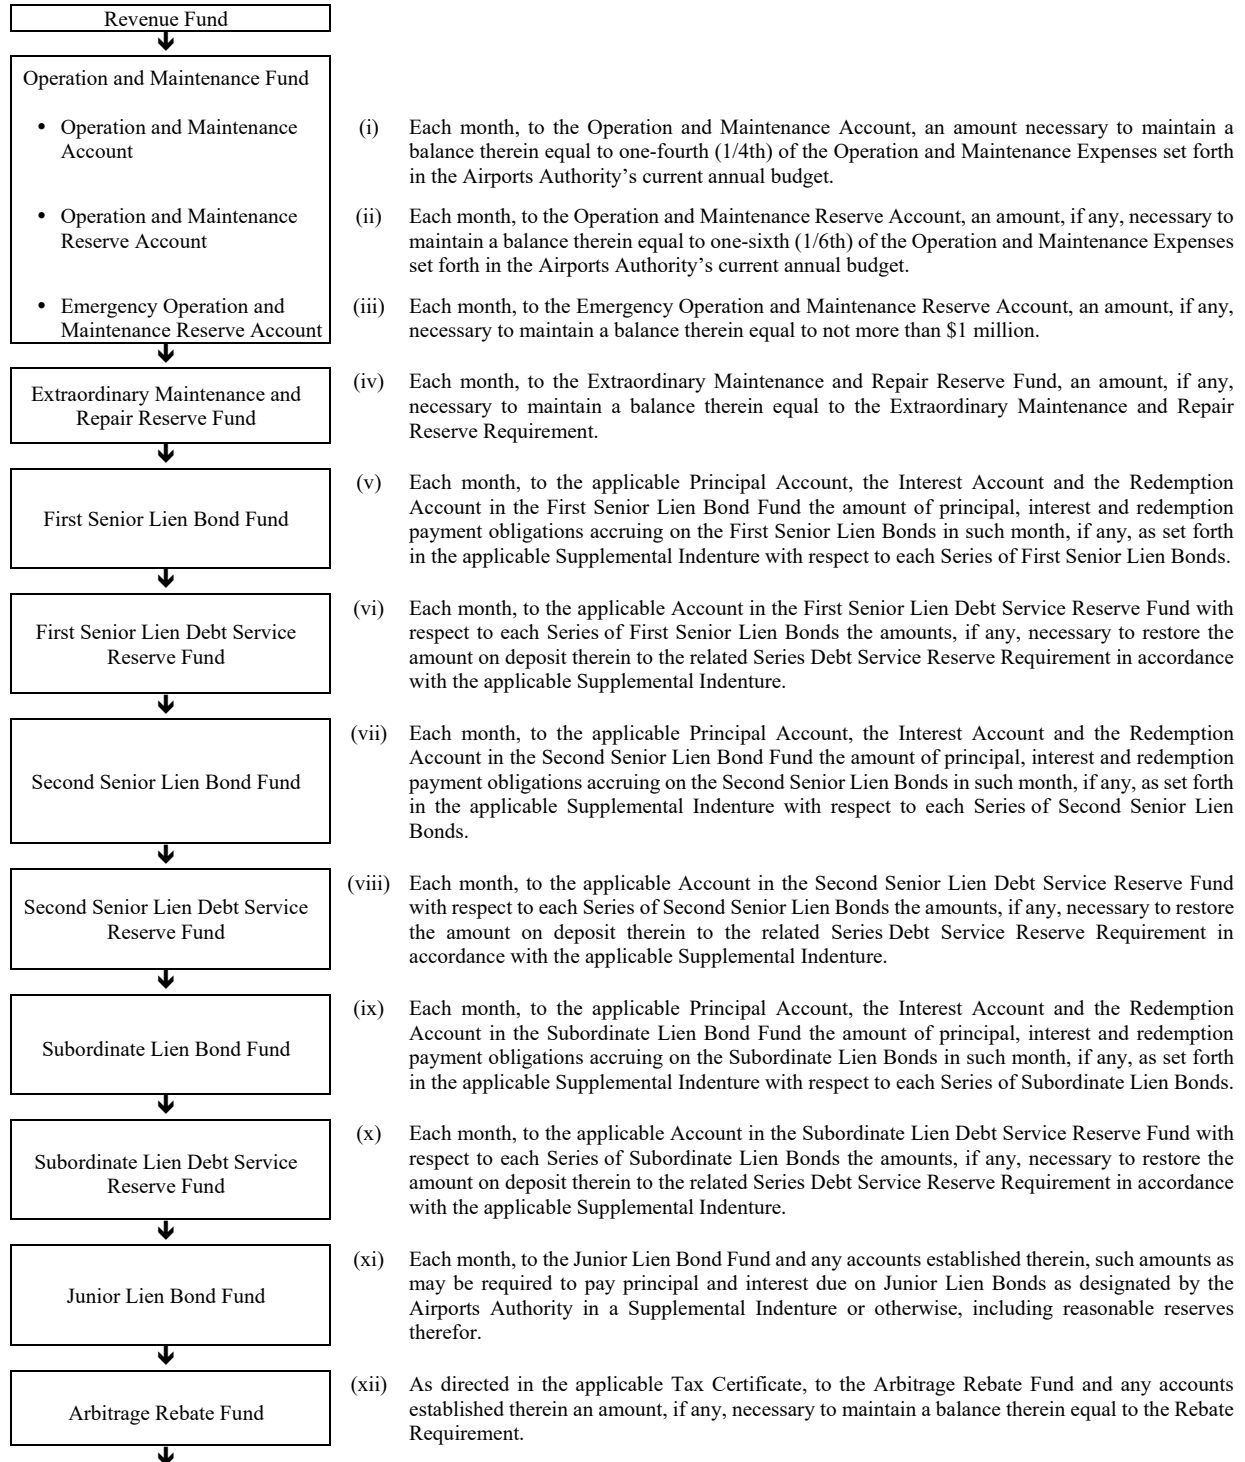 Revenue Fund
Operation and Maintenance Fund
• Operation and Maintenance
Account
(i) Each month, to the Operation and Maintenance Account, an amount necessary to maintain a
balance therein equal to one-fourth (1/4th) of the Operation and Maintenance Expenses set forth
in the Airports Authority’s current annual budget.
• Operation and Maintenance
Reserve Account
(ii) Each month, to the Operation and Maintenance Reserve Account, an amount, if any, necessary to
maintain a balance therein equal to one-sixth (1/6th) of the Operation and Maintenance Expenses
set forth in the Airports Authority’s current annual budget.
• Emergency Operation and
Maintenance Reserve Account
(iii) Each month, to the Emergency Operation and Maintenance Reserve Account, an amount, if any,
necessary to maintain a balance therein equal to not more than $1 million.
Extraordinary Maintenance and
Repair Reserve Fund
(iv) Each month, to the Extraordinary Maintenance and Repair Reserve Fund, an amount, if any,
necessary to maintain a balance therein equal to the Extraordinary Maintenance and Repair
Reserve Requirement.
First Senior Lien Bond Fund
(v) Each month, to the applicable Principal Account, the Interest Account and the Redemption
Account in the First Senior Lien Bond Fund the amount of principal, interest and redemption
payment obligations accruing on the First Senior Lien Bonds in such month, if any, as set forth
in the applicable Supplemental Indenture with respect to each Series of First Senior Lien Bonds.
First Senior Lien Debt Service
Reserve Fund
(vi) Each month, to the applicable Account in the First Senior Lien Debt Service Reserve Fund with
respect to each Series of First Senior Lien Bonds the amounts, if any, necessary to restore the
amount on deposit therein to the related Series Debt Service Reserve Requirement in accordance
with the applicable Supplemental Indenture.
Second Senior Lien Bond Fund
(vii) Each month, to the applicable Principal Account, the Interest Account and the Redemption
Account in the Second Senior Lien Bond Fund the amount of principal, interest and redemption
payment obligations accruing on the Second Senior Lien Bonds in such month, if any, as set forth
in the applicable Supplemental Indenture with respect to each Series of Second Senior Lien
Bonds.
Second Senior Lien Debt Service
Reserve Fund
(viii) Each month, to the applicable Account in the Second Senior Lien Debt Service Reserve Fund
with respect to each Series of Second Senior Lien Bonds the amounts, if any, necessary to restore
the amount on deposit therein to the related Series Debt Service Reserve Requirement in
accordance with the applicable Supplemental Indenture.
Subordinate Lien Bond Fund
(ix) Each month, to the applicable Principal Account, the Interest Account and the Redemption
Account in the Subordinate Lien Bond Fund the amount of principal, interest and redemption
payment obligations accruing on the Subordinate Lien Bonds in such month, if any, as set forth
in the applicable Supplemental Indenture with respect to each Series of Subordinate Lien Bonds.
Subordinate Lien Debt Service
Reserve Fund
(x) Each month, to the applicable Account in the Subordinate Lien Debt Service Reserve Fund with
respect to each Series of Subordinate Lien Bonds the amounts, if any, necessary to restore the
amount on deposit therein to the related Series Debt Service Reserve Requirement in accordance
with the applicable Supplemental Indenture.
Junior Lien Bond Fund
(xi) Each month, to the Junior Lien Bond Fund and any accounts established therein, such amounts as
may be required to pay principal and interest due on Junior Lien Bonds as designated by the
Airports Authority in a Supplemental Indenture or otherwise, including reasonable reserves
therefor.
Arbitrage Rebate Fund
(xii) As directed in the applicable Tax Certificate, to the Arbitrage Rebate Fund and any accounts
established therein an amount, if any, necessary to maintain a balance therein equal to the Rebate
Requirement.